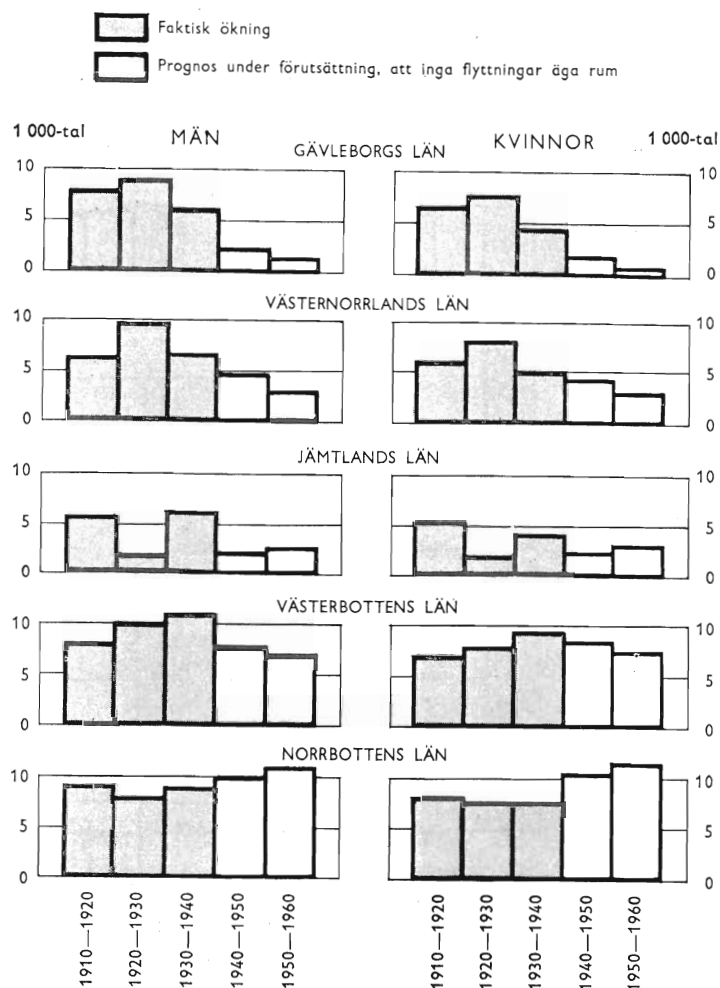 Faktisk ökning
Prognos under förutsättning, att inga flyttningar äga rum
1 000-tal MÄN KVINNOR 1 000-tal
GÄVLEBORGS LÄN
10 10
5 5
0 0
VÄSTERNORRLANDS LÄN
10 10
5 5
0 0
JÄMTLANDS LÄN
10 10
5 5
0 0
VÄSTERBOTTENS LÄN
10 10
5 5
0 0
NORRBOTTENS LÄN
10 10
5 5
0 0
1910—1920 1920—1930 1930—1940 1940—1950 1950—1960 1910—1920 1920—1930 1930—1940 1940—1950 1950—1960